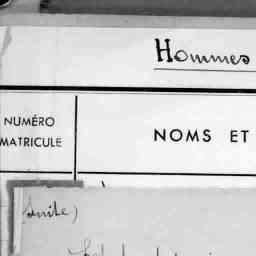 Hommes
NUMÉRO
MATRICULE
NOMS ET
(suite)